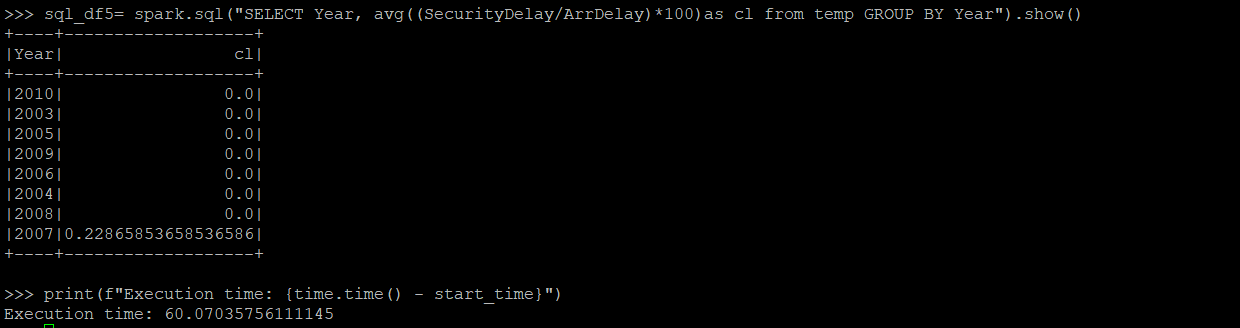 >>> sql_df5= spark.sql("SELECT Year, avg((SecurityDelay/ArrDelay)*100)as cl from temp GROUP BY Year").show()
+----+-------------------+
|Year|                 cl|
+----+-------------------+
|2010|                0.0|
|2003|                0.0|
|2005|                0.0|
|2009|                0.0|
|2006|                0.0|
|2004|                0.0|
|2008|                0.0|
|2007|0.22865853658536586|
+----+-------------------+
>>> print(f"Execution time: {time.time() - start_time}")
Execution time: 60.07035756111145